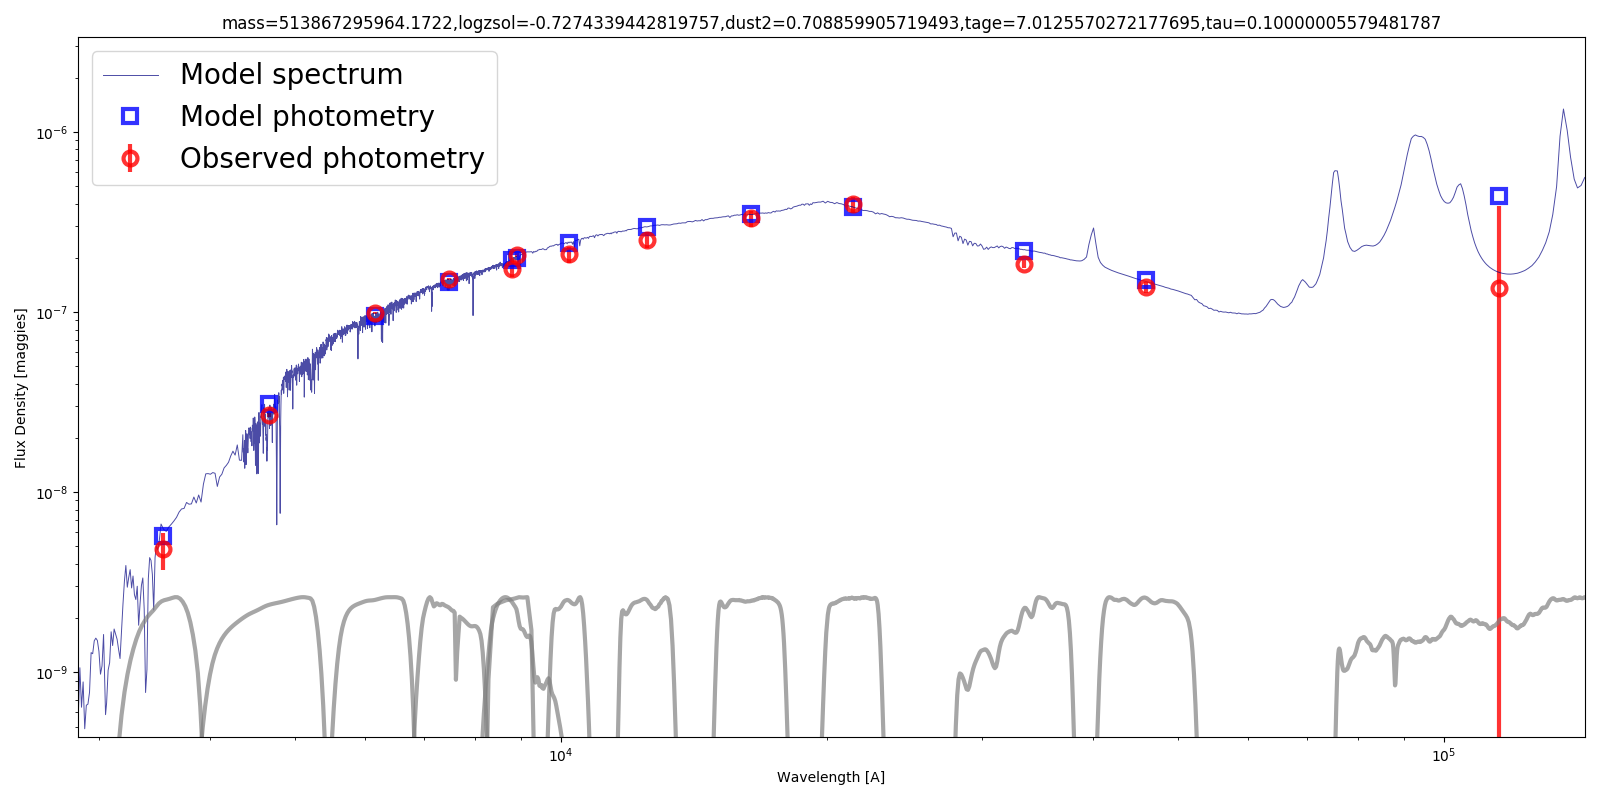 mass=513867295964.1722,logzsol=-0.7274339442819757,dust2=0.708859905719493,tage=7.0125570272177695,tau=0.10000005579481787
Model spectrum
Model photometry
Observed photometry
10⁻⁶
10⁻⁷
10⁻⁸
10⁻⁹
Flux Density [maggies]
10⁴
10⁵
Wavelength [A]